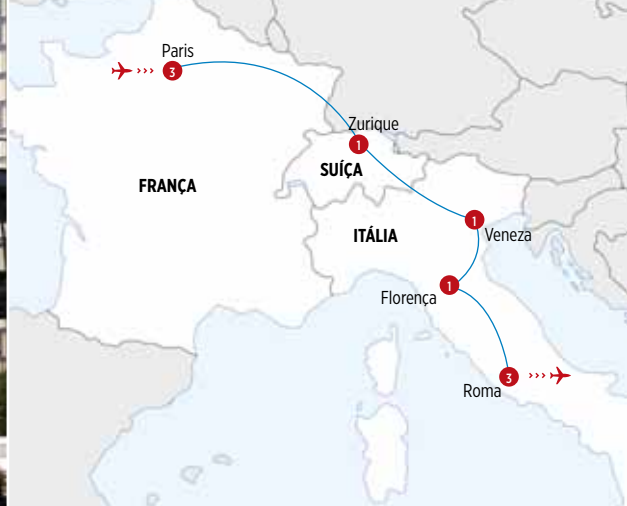 Paris
3
Zurique
1
SUÍÇA
FRANÇA
1
ITÁLIA
Veneza
1
Florença
3
Roma